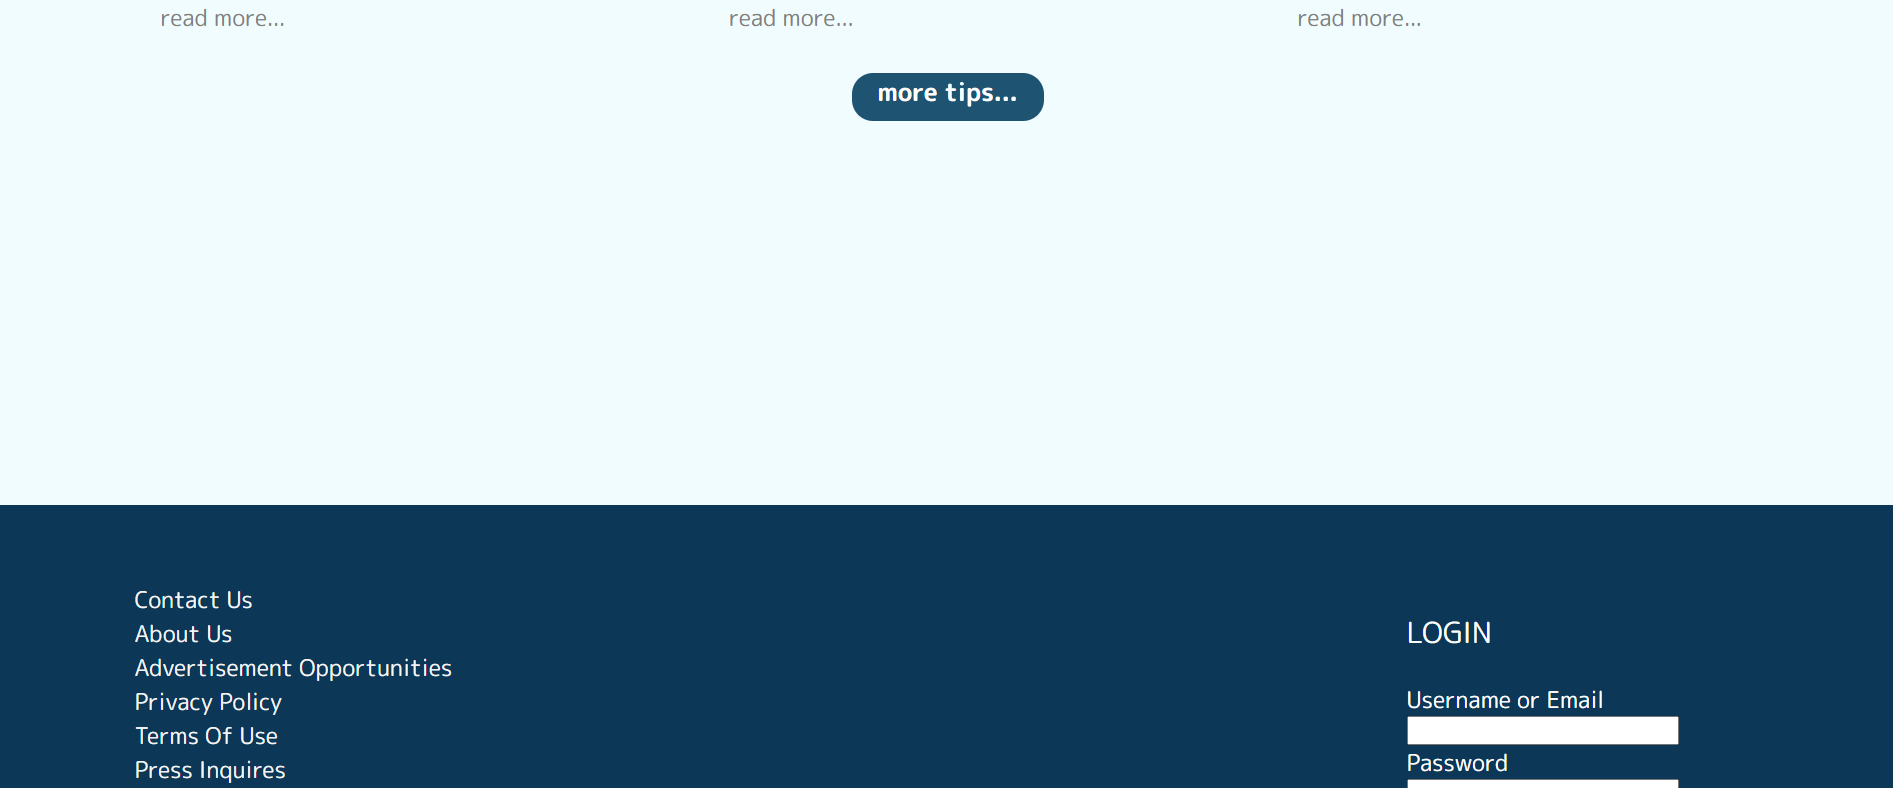 read more...
read more...
read more...
more tips...
Contact Us
About Us
Advertisement Opportunities
Privacy Policy
Terms Of Use
Press Inquires
LOGIN
Username or Email
Password